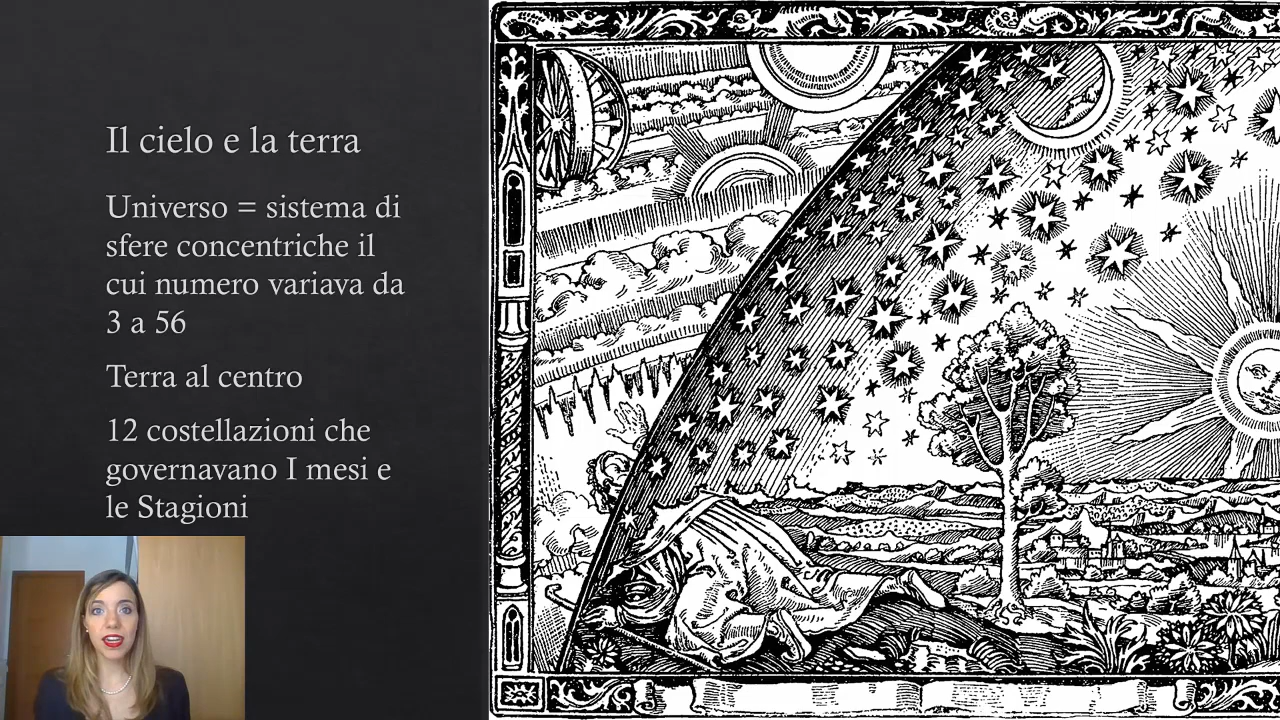 Il cielo e la terra
Universo = sistema di
sfere concentriche il
cui numero variava da
3 a 56
Terra al centro
12 costellazioni che
governavano I mesi e
le Stagioni